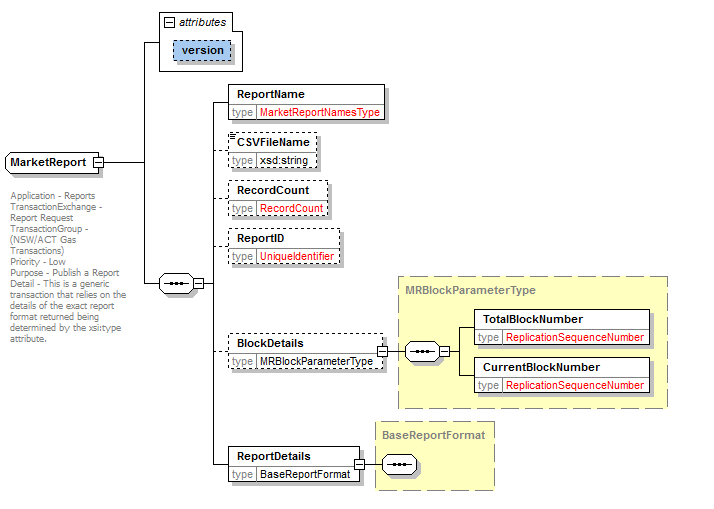 attributes
version
ReportName
type MarketReportNamesType
CSVFileName
type xsd:string
MarketReport
RecordCount
type RecordCount
Application - Reports
TransactionExchange -
Report Request
TransactionGroup -
(NSW/ACT Gas
Transactions)
Priority - Low
Purpose - Publish a Report
Detail - This is a generic
transaction that relies on the
details of the exact report
format returned being
determined by the xsi:type
attribute.
ReportID
type UniqueIdentifier
MRBlockParameterType
TotalBlockNumber
type ReplicationSequenceNumber
BlockDetails
type MRBlockParameterType
CurrentBlockNumber
type ReplicationSequenceNumber
BaseReportFormat
ReportDetails
type BaseReportFormat